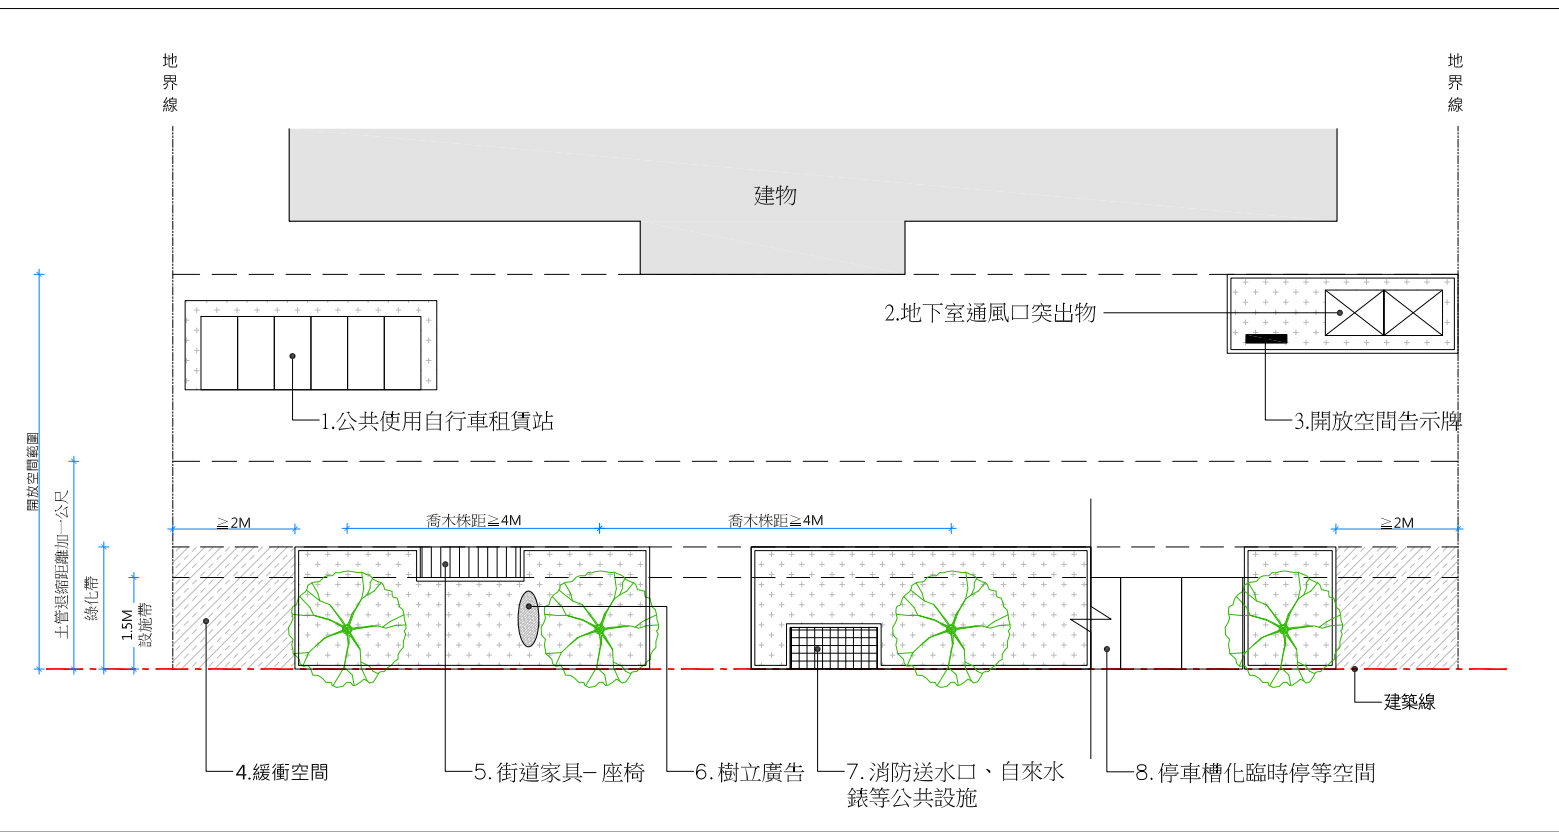 地界線
地界線
建物
2.地下室通風口突出物
1.公共使用自行車租賃站
3.開放空間告示牌
開放空間範圍
土管退縮距離加一公尺
綠化帶
1.5M
設施帶
≧2M
喬木株距≧4M
喬木株距≧4M
≧2M
建築線
4.緩衝空間
5.街道家具–座椅
6.樹立廣告
7.消防送水口、自來水
錶等公共設施
8.停車槽化臨時停等空間